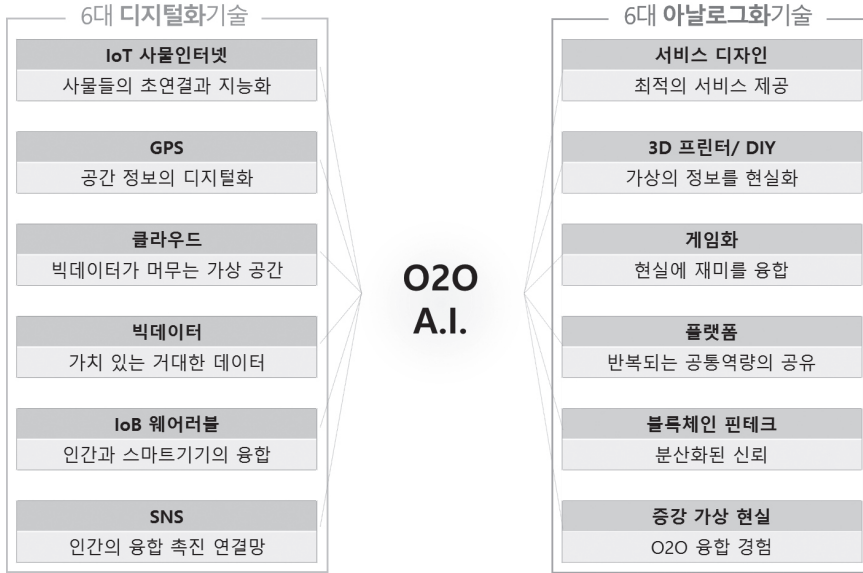 6대 디지털화기술
IoT 사물인터넷
사물들의 초연결과 지능화
GPS
공간 정보의 디지털화
클라우드
빅데이터가 머무는 가상 공간
빅데이터
가치 있는 거대한 데이터
IoB 웨어러블
인간과 스마트기기의 융합
SNS
인간의 융합 촉진 연결망
O2O
A.I.
6대 아날로그화기술
서비스 디자인
최적의 서비스 제공
3D 프린터/ DIY
가상의 정보를 현실화
게임화
현실에 재미를 융합
플랫폼
반복되는 공통역량의 공유
블록체인 핀테크
분산화된 신뢰
증강 가상 현실
O2O 융합 경험